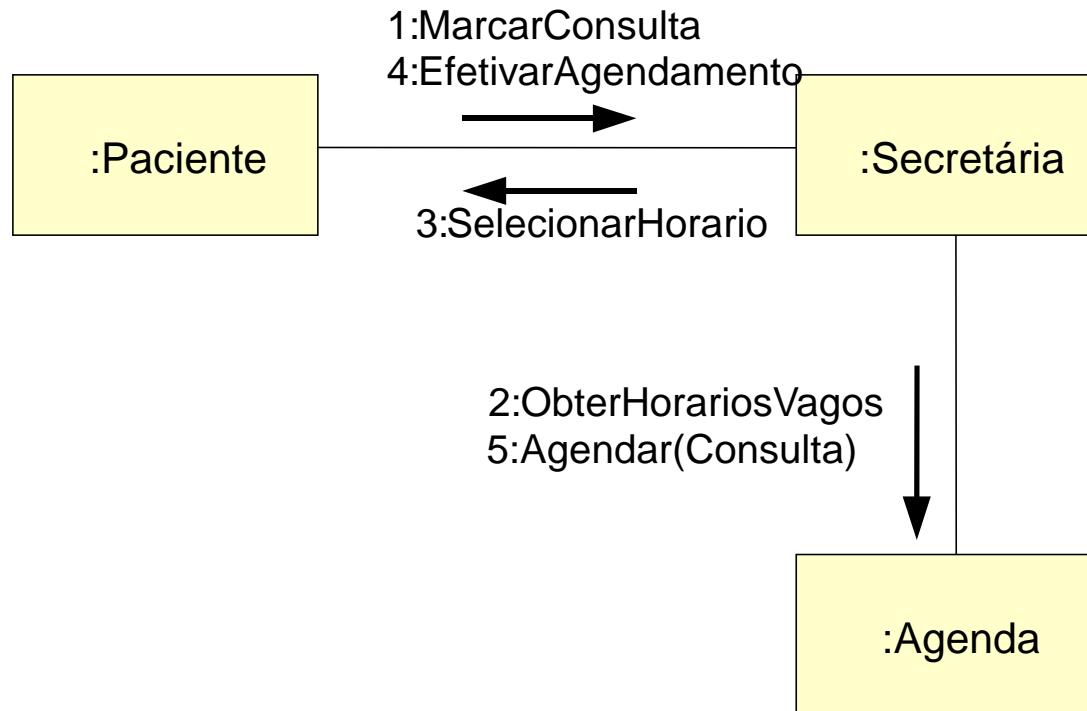 1:MarcarConsulta
4:EfetivarAgendamento
:Paciente
:Secretária
3:SelecionarHorario
2:ObterHorariosVagos
5:Agendar(Consulta)
:Agenda